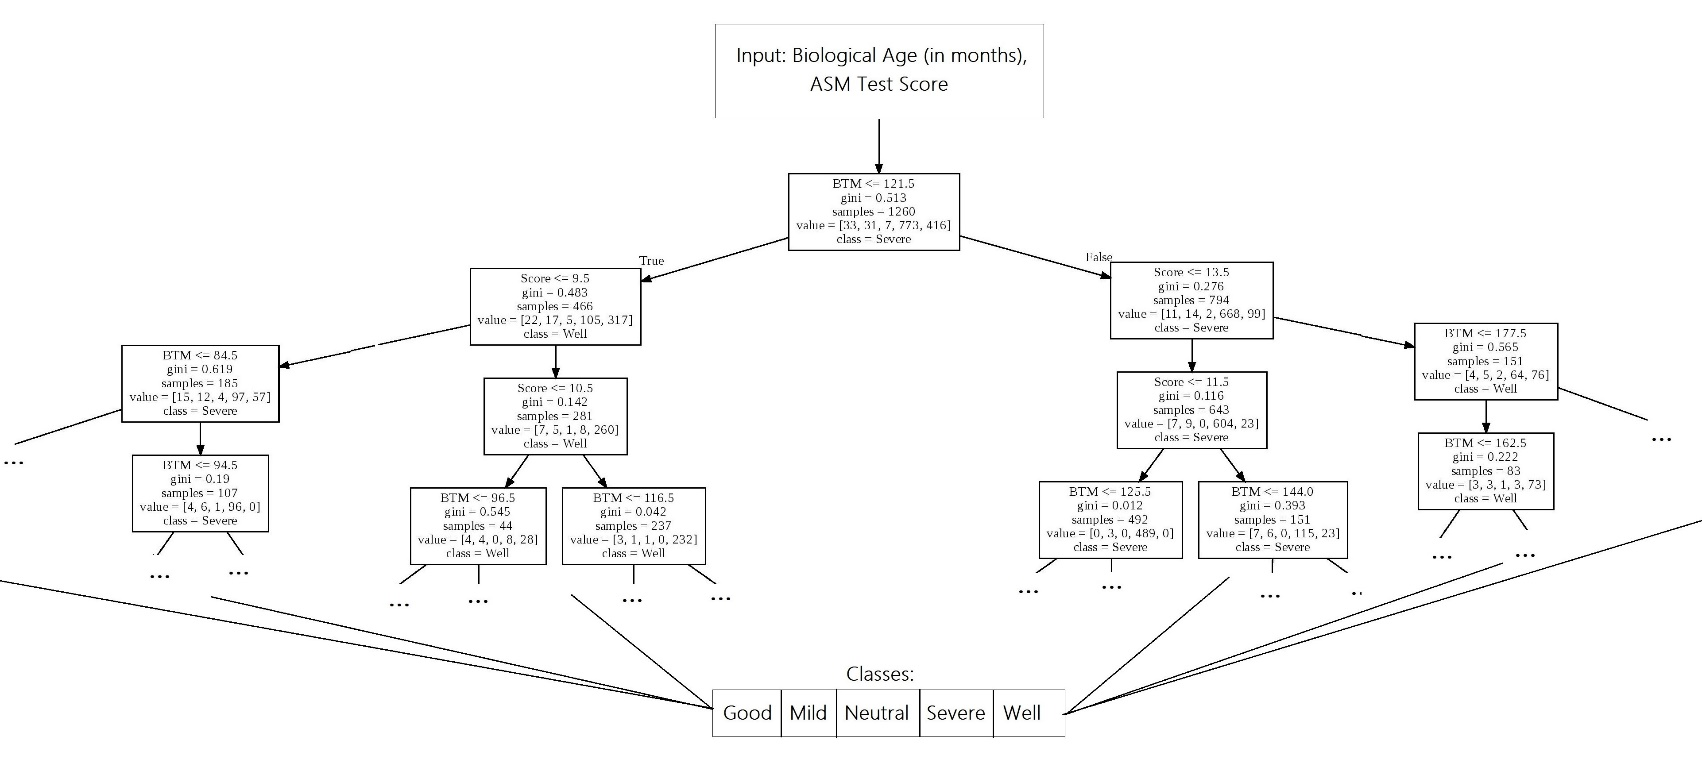 Input: Biological Age (in months),
ASM Test Score
BTM <= 121.5
gini = 0.513
samples = 1260
value = [33, 31, 7, 773, 416]
class = Severe
True
False
Score <= 9.5
gini = 0.483
samples = 466
value = [22, 17, 5, 105, 317]
class = Well
Score <= 13.5
gini = 0.276
samples = 794
value = [11, 14, 2, 668, 99]
class = Severe
BTM <= 84.5
gini = 0.619
samples = 185
value = [15, 12, 4, 97, 57]
class = Severe
Score <= 10.5
gini = 0.142
samples = 281
value = [7, 5, 1, 8, 260]
class = Well
Score <= 11.5
gini = 0.116
samples = 643
value = [7, 9, 0, 604, 23]
class = Severe
BTM <= 177.5
gini = 0.565
samples = 151
value = [4, 5, 2, 64, 76]
class = Well
...
BTM <= 94.5
gini = 0.19
samples = 107
value = [4, 6, 1, 96, 0]
class = Severe
BTM <= 96.5
gini = 0.545
samples = 44
value = [4, 4, 0, 8, 28]
class = Well
BTM <= 116.5
gini = 0.042
samples = 237
value = [3, 1, 1, 0, 232]
class = Well
BTM <= 125.5
gini = 0.012
samples = 492
value = [0, 3, 0, 489, 0]
class = Severe
BTM <= 144.0
gini = 0.393
samples = 151
value = [7, 6, 0, 115, 23]
class = Severe
BTM <= 162.5
gini = 0.222
samples = 83
value = [3, 3, 1, 3, 73]
class = Well
...
... ...
... ...
... ...
... ...
... ..
... ...
Classes:
Good Mild Neutral Severe Well